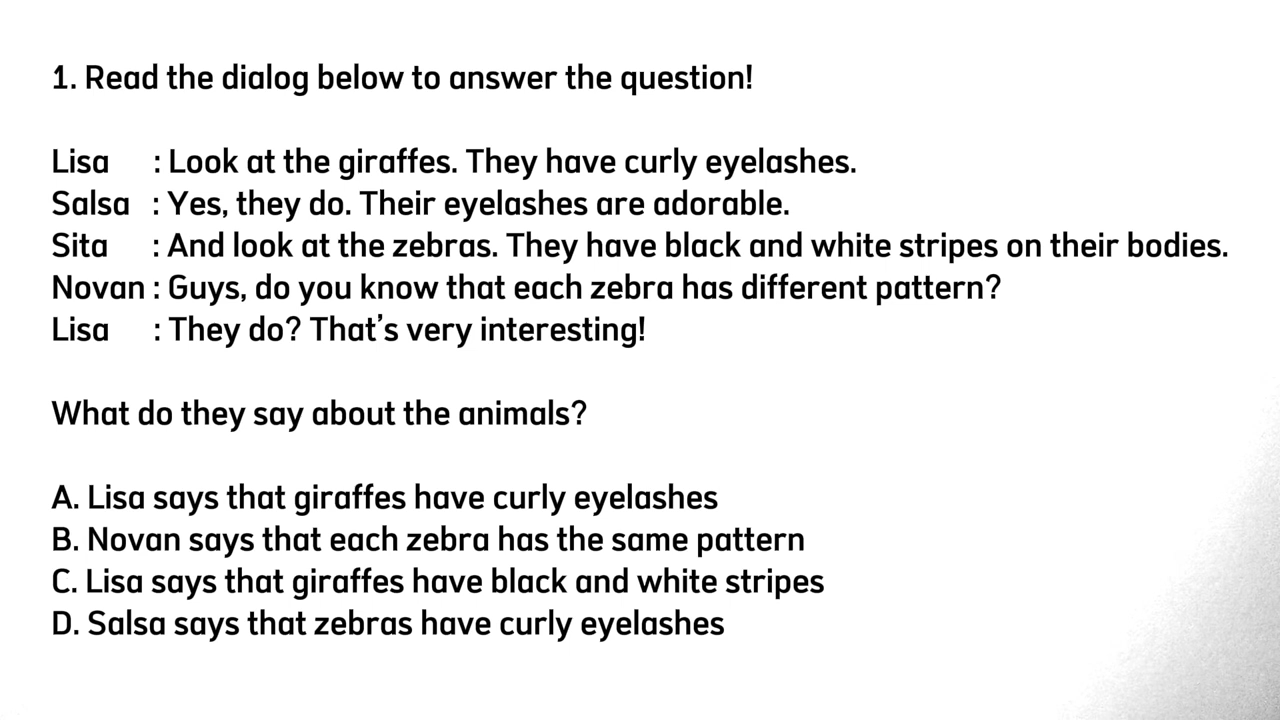 1. Read the dialog below to answer the question!
Lisa : Look at the giraffes. They have curly eyelashes.
Salsa : Yes, they do. Their eyelashes are adorable.
Sita : And look at the zebras. They have black and white stripes on their bodies.
Novan : Guys, do you know that each zebra has different pattern?
Lisa : They do? That's very interesting!
What do they say about the animals?
A. Lisa says that giraffes have curly eyelashes
B. Novan says that each zebra has the same pattern
C. Lisa says that giraffes have black and white stripes
D. Salsa says that zebras have curly eyelashes